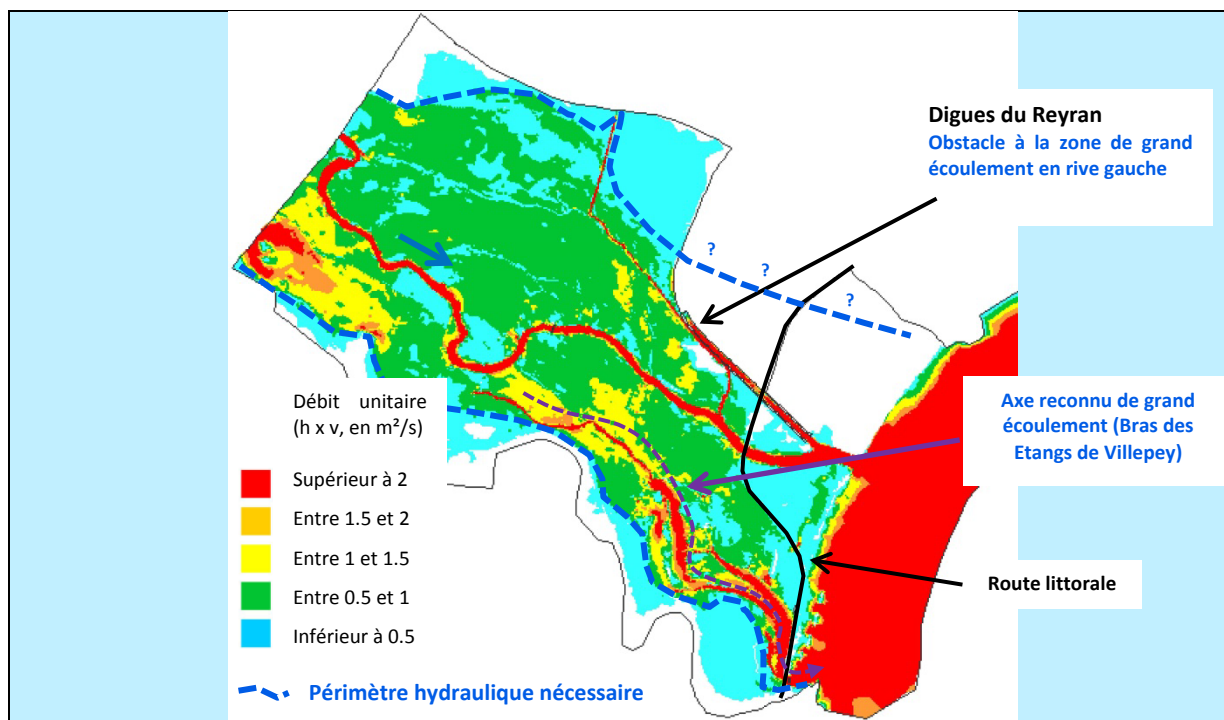 Digues du Reyran
Obstacle à la zone de grand
écoulement en rive gauche
?
?
?
Débit unitaire
(h x v, en m²/s)
Supérieur à 2
Entre 1.5 et 2
Entre 1 et 1.5
Entre 0.5 et 1
Inférieur à 0.5
Axe reconnu de grand
écoulement (Bras des
Etangs de Villepey)
Route littorale
Périmètre hydraulique nécessaire